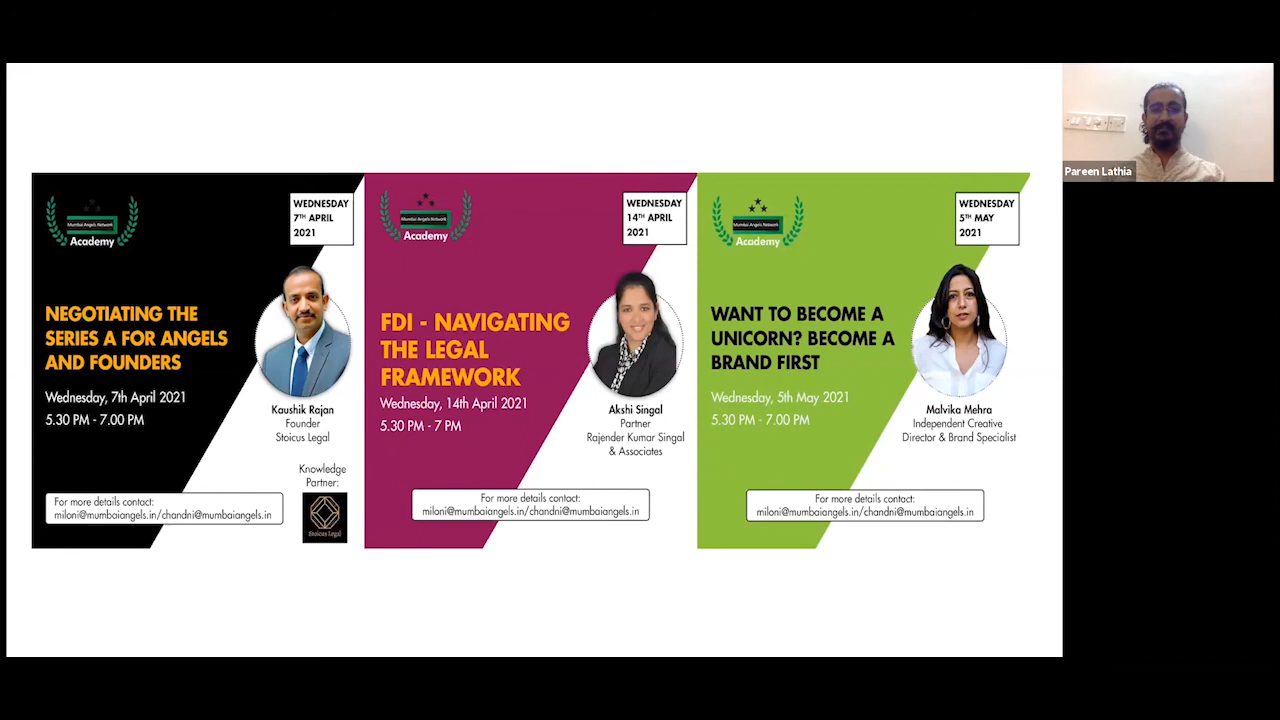 Mumbai Angels Network
Academy
WEDNESDAY
7TH APRIL
2021
NEGOTIATING THE
SERIES A FOR ANGELS
AND FOUNDERS
Wednesday, 7th April 2021
5.30 PM - 7.00 PM
Kaushik Rajan
Founder
Stoicus Legal
Knowledge
Partner:
Stoicus Legal
For more details contact:
miloni@mumbaiangels.in/chandni@mumbaiangels.in
Mumbai Angels Network
Academy
WEDNESDAY
14TH APRIL
2021
FDI - NAVIGATING
THE LEGAL
FRAMEWORK
Wednesday, 14th April 2021
5.30 PM - 7 PM
Akshi Singal
Partner
Rajender Kumar Singal
& Associates
For more details contact:
miloni@mumbaiangels.in/chandni@mumbaiangels.in
Mumbai Angels Network
Academy
WEDNESDAY
5TH MAY
2021
WANT TO BECOME A
UNICORN? BECOME A
BRAND FIRST
Wednesday, 5th May 2021
5.30 PM - 7.00 PM
Malvika Mehra
Independent Creative
Director & Brand Specialist
For more details contact:
miloni@mumbaiangels.in/chandni@mumbaiangels.in
Pareen Lathia